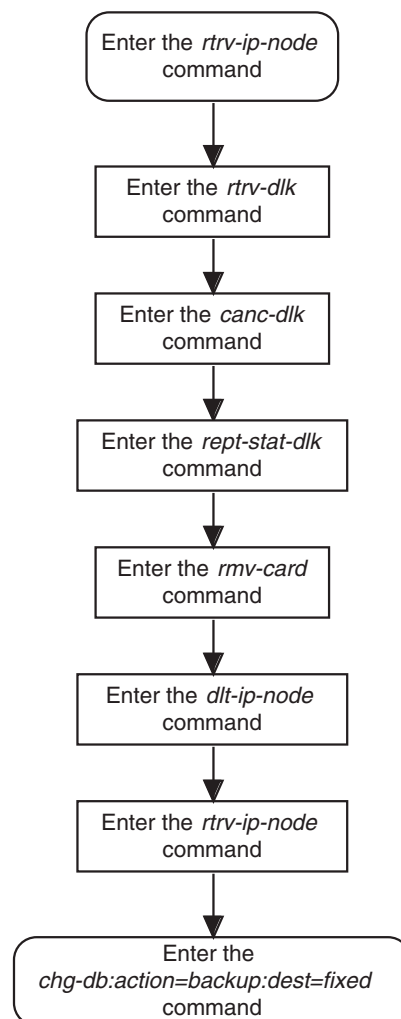 Enter the rtrv-ip-node
command
Enter the rtrv-dlk
command
Enter the canc-dlk
command
Enter the rept-stat-dlk
command
Enter the rmv-card
command
Enter the dlt-ip-node
command
Enter the rtrv-ip-node
command
Enter the
chg-db:action=backup:dest=fixed
command